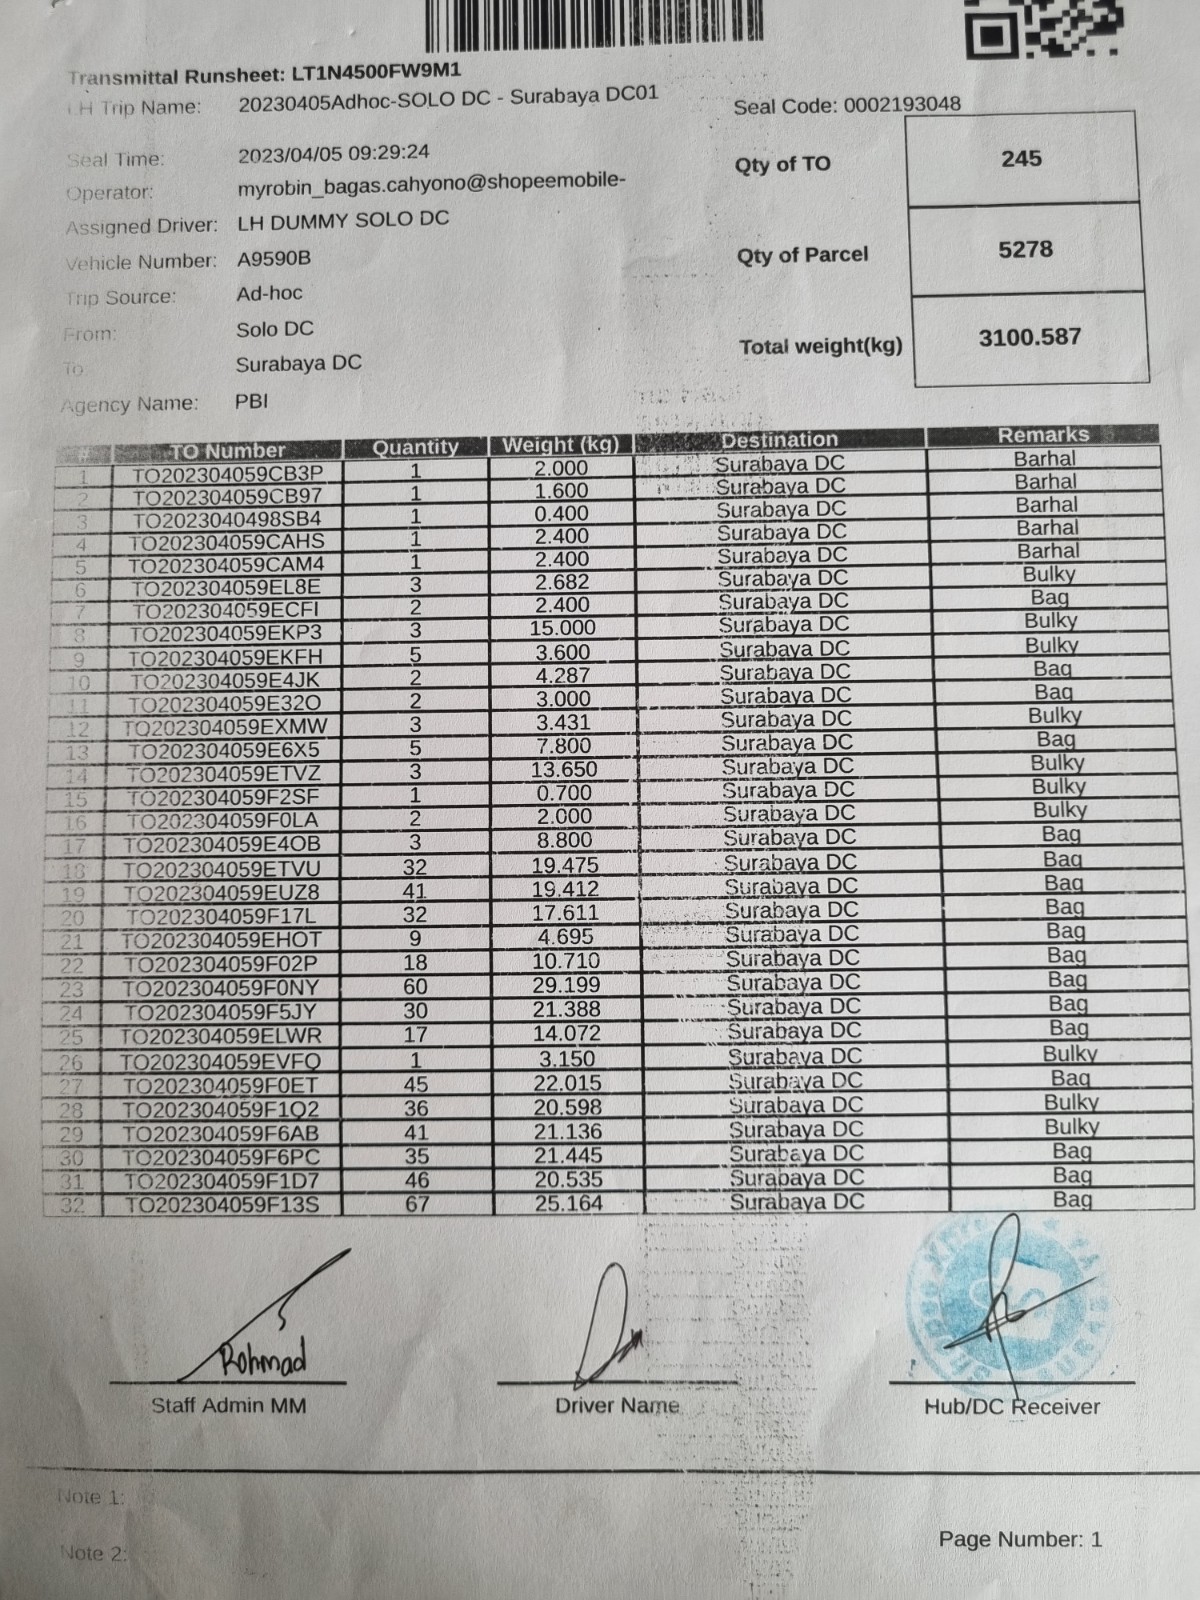 Transmittal Runsheet: LT1N4500FW9M1
LH Trip Name: 20230405Adhoc-SOLO DC - Surabaya DC01
Seal Code: 0002193048
Seal Time: 2023/04/05 09:29:24
Operator: myrobin_bagas.cahyono@shopeemobile-
Assigned Driver: LH DUMMY SOLO DC
Vehicle Number: A9590B
Trip Source: Ad-hoc
From: Solo DC
To: Surabaya DC
Agency Name: PBI
Qty of TO 245
Qty of Parcel 5278
Total weight(kg) 3100.587
# TO Number Quantity Weight (kg) Destination Remarks
1 TO202304059CB3P 1 2.000 Surabaya DC Barhal
2 TO202304059CB97 1 1.600 Surabaya DC Barhal
3 TO2023040498SB4 1 0.400 Surabaya DC Barhal
4 TO202304059CAHS 1 2.400 Surabaya DC Barhal
5 TO202304059CAM4 1 2.400 Surabaya DC Barhal
6 TO202304059EL8E 3 2.682 Surabaya DC Bulky
7 TO202304059ECFI 2 2.400 Surabaya DC Bag
8 TO202304059EKP3 3 15.000 Surabaya DC Bulky
9 TO202304059EKFH 5 3.600 Surabaya DC Bulky
10 TO202304059E4JK 2 4.287 Surabaya DC Bag
11 TO202304059E32O 2 3.000 Surabaya DC Bag
12 TO202304059EXMW 3 3.431 Surabaya DC Bulky
13 TO202304059E6X5 5 7.800 Surabaya DC Bag
14 TO202304059ETVZ 3 13.650 Surabaya DC Bulky
15 TO202304059F2SF 1 0.700 Surabaya DC Bulky
16 TO202304059F0LA 2 2.000 Surabaya DC Bulky
17 TO202304059E4OB 3 8.800 Surabaya DC Bag
18 TO202304059ETVU 32 19.475 Surabaya DC Bag
19 TO202304059EUZ8 41 19.412 Surabaya DC Bag
20 TO202304059F17L 32 17.611 Surabaya DC Bag
21 TO202304059EHOT 9 4.695 Surabaya DC Bag
22 TO202304059F02P 18 10.710 Surabaya DC Bag
23 TO202304059F0NY 60 29.199 Surabaya DC Bag
24 TO202304059F5JY 30 21.388 Surabaya DC Bag
25 TO202304059ELWR 17 14.072 Surabaya DC Bag
26 TO202304059EVFQ 1 3.150 Surabaya DC Bulky
27 TO202304059F0ET 45 22.015 Surabaya DC Bag
28 TO202304059F1Q2 36 20.598 Surabaya DC Bulky
29 TO202304059F6AB 41 21.136 Surabaya DC Bulky
30 TO202304059F6PC 35 21.445 Surabaya DC Bag
31 TO202304059F1D7 46 20.535 Surabaya DC Bag
32 TO202304059F13S 67 25.164 Surabaya DC Bag
Rohmad
Staff Admin MM
Driver Name
Hub/DC Receiver
Note 1:
Note 2:
Page Number: 1